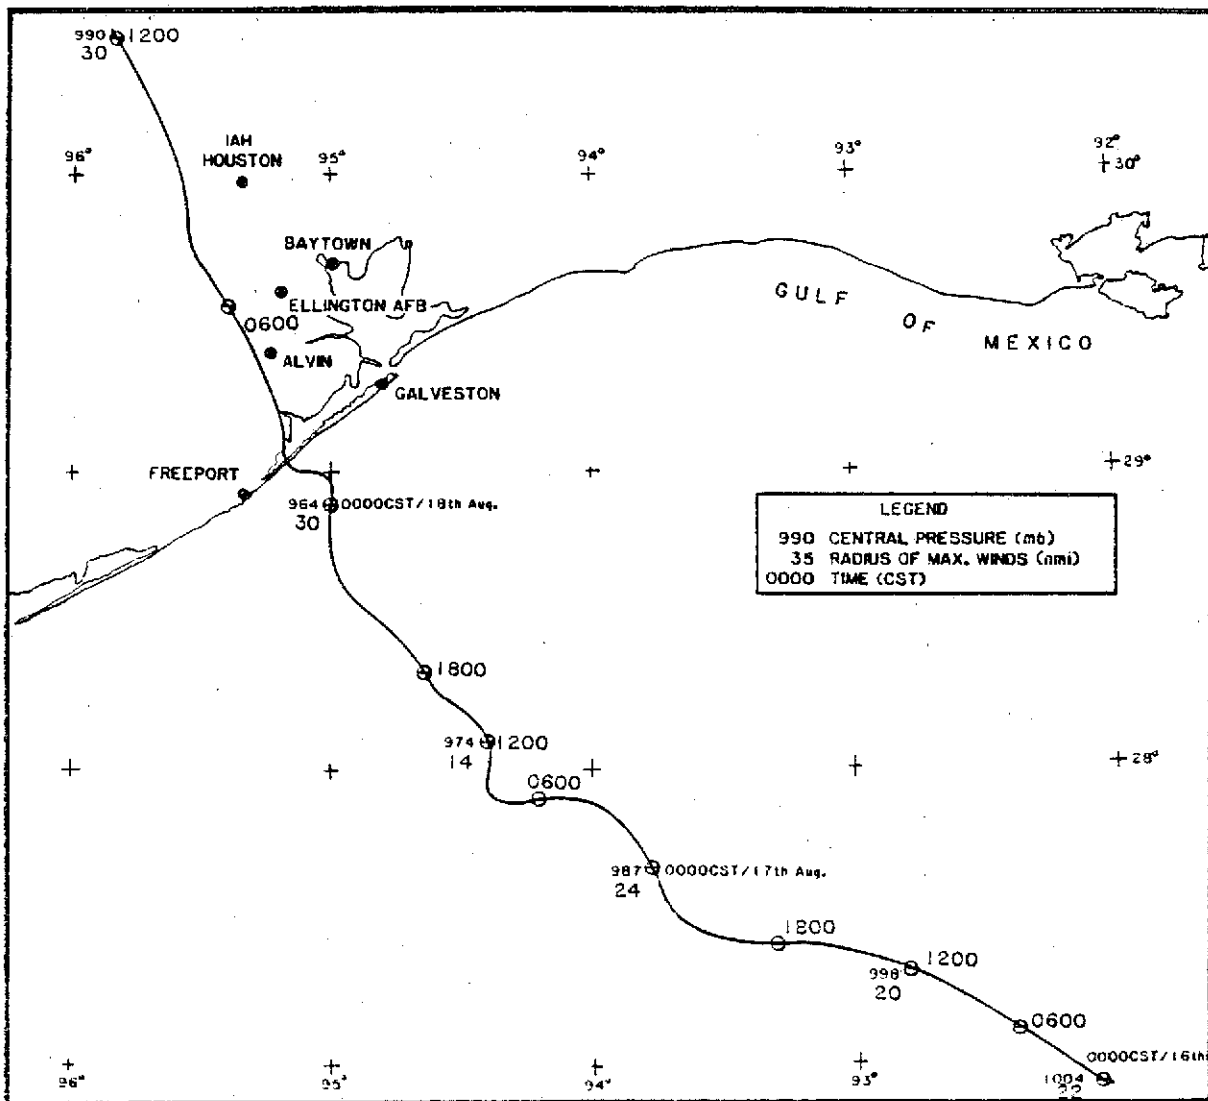 990 1200
30
IAH
HOUSTON
96° 95° 94° 93° 92°
30°
BAYTOWN
ELLINGTON AFB
0600
ALVIN
GALVESTON
GULF OF MEXICO
FREEPORT
29°
964 0000CST/18th Aug.
30
LEGEND
990 CENTRAL PRESSURE (mb)
35 RADIUS OF MAX. WINDS (nmi)
0000 TIME (CST)
1800
974 1200
14
28°
0600
987 0000CST/17th Aug.
24
1800
1200
998
20
0600
0000CST/16th
1004
22
96° 95° 94° 93°